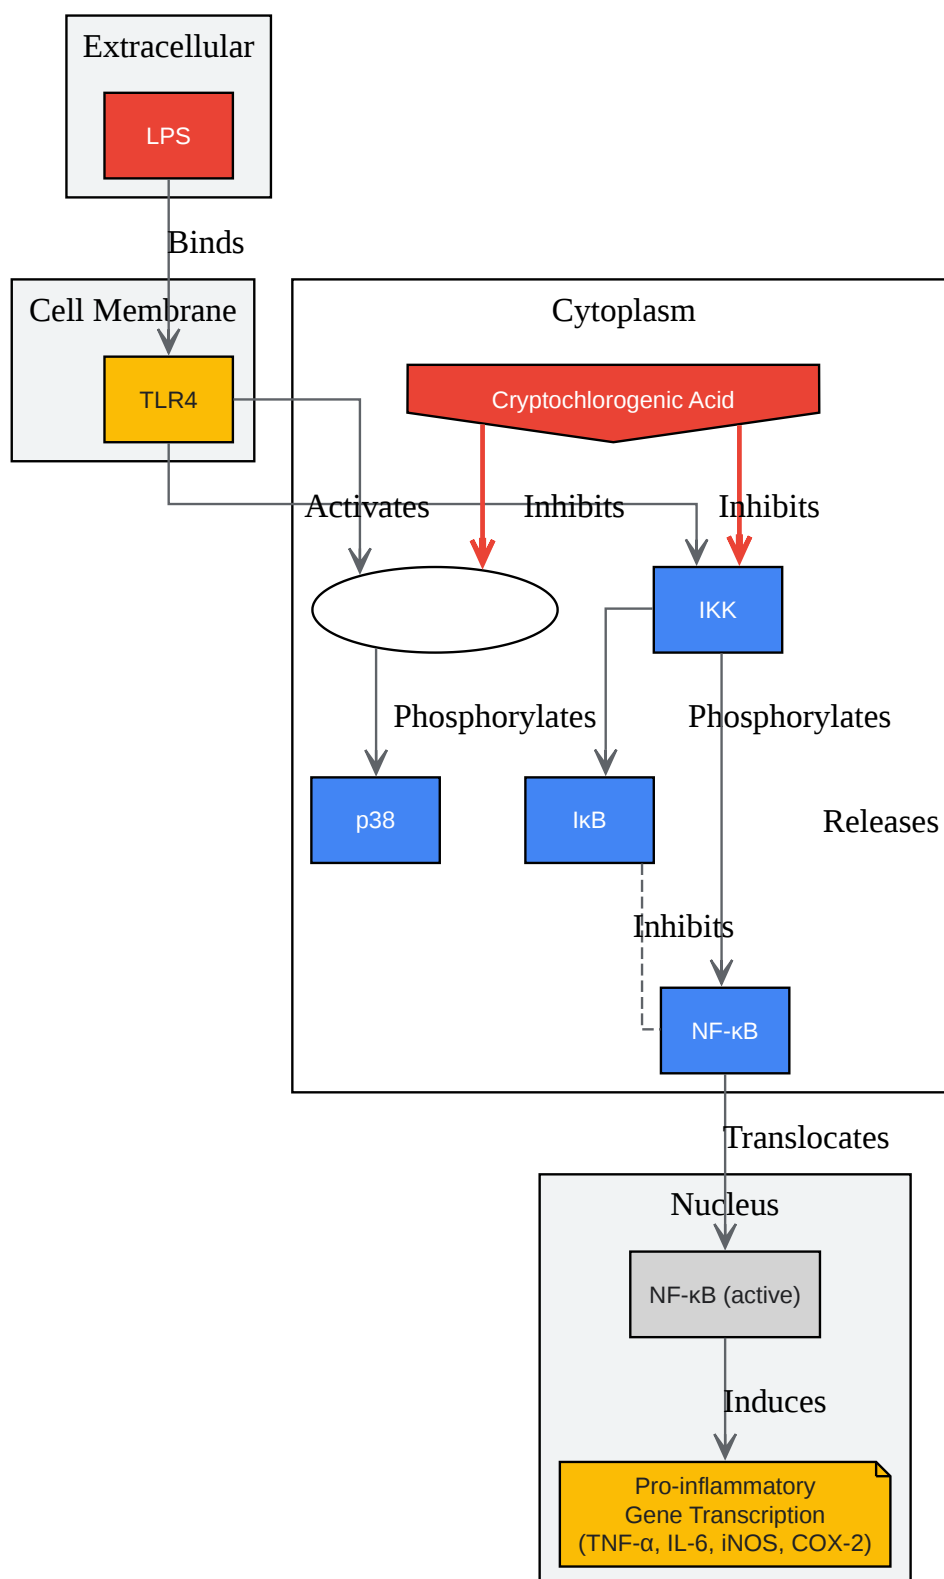 Extracellular
LPS
Binds
Cell Membrane
Cytoplasm
TLR4
Cryptochlorogenic Acid
Activates
Inhibits
Inhibits
IKK
Phosphorylates
Phosphorylates
p38
IκB
Releases
Inhibits
NF-κB
Translocates
Nucleus
NF-κB (active)
Induces
Pro-inflammatory
Gene Transcription
(TNF-α, IL-6, iNOS, COX-2)